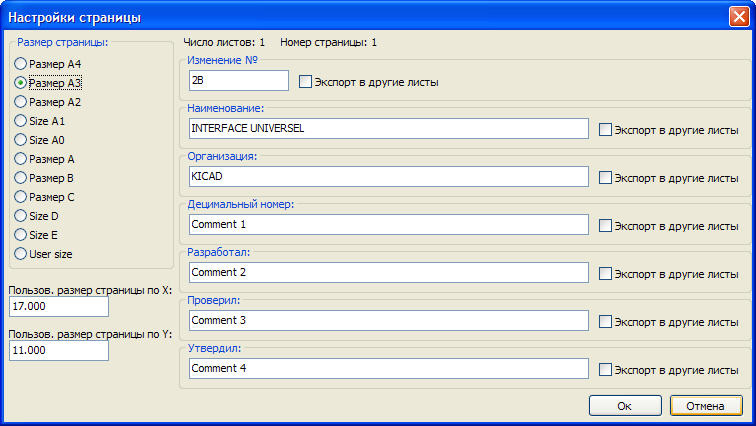 Настройки страницы
Размер страницы:
Размер A4
Размер A3
Размер A2
Size A1
Size A0
Размер A
Размер B
Размер C
Size D
Size E
User size
Пользов. размер страницы по X:
17.000
Пользов. размер страницы по Y:
11.000
Число листов: 1 Номер страницы: 1
Изменение №
2B Экспорт в другие листы
Наименование:
INTERFACE UNIVERSEL Экспорт в другие листы
Организация:
KICAD Экспорт в другие листы
Децимальный номер:
Comment 1 Экспорт в другие листы
Разработал:
Comment 2 Экспорт в другие листы
Проверил:
Comment 3 Экспорт в другие листы
Утвердил:
Comment 4 Экспорт в другие листы
Ок Отмена